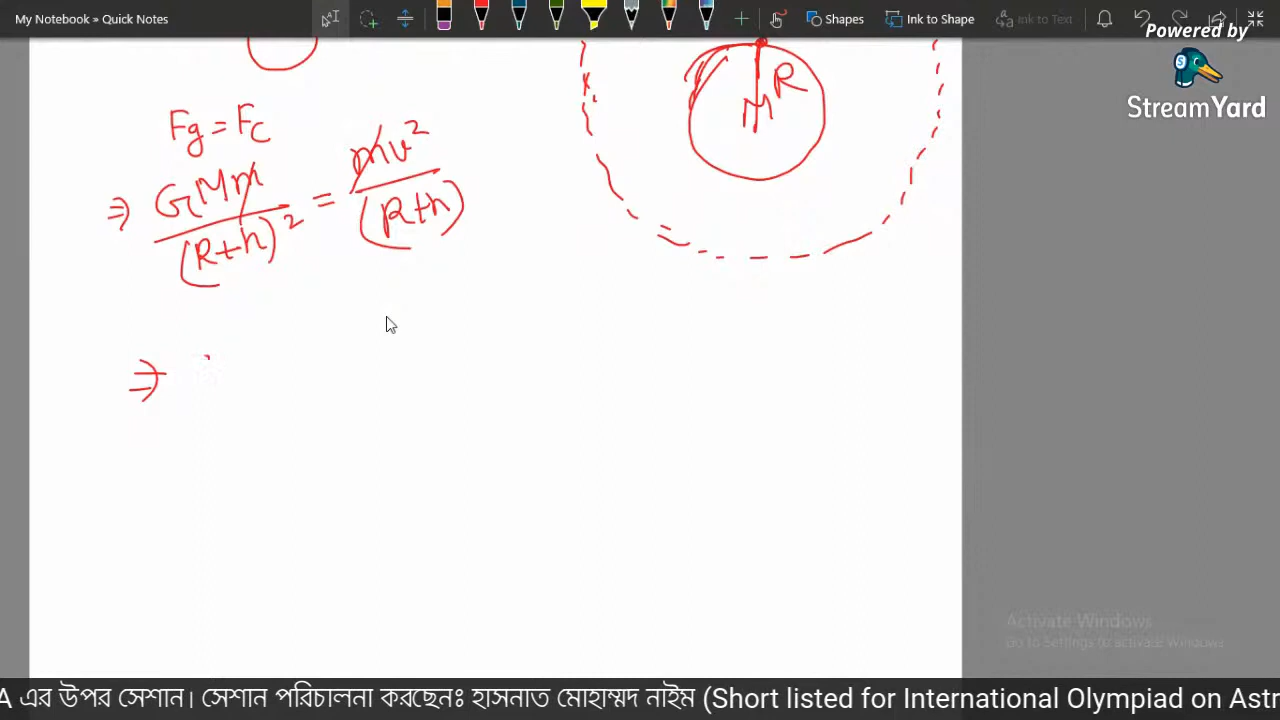 My Notebook » Quick Notes
Shapes
Ink to Shape
Ink to Text
Powered by
StreamYard
R
M
Fg = Fc
⇒ GMm/(R+h)² = mv²/(R+h)
⇒
Activate Windows
Go to Settings to activate Windows
A এর উপর সেশান। সেশান পরিচালনা করছেনঃ হাসনাত মোহাম্মদ নাইম (Short listed for International Olympiad on Astr